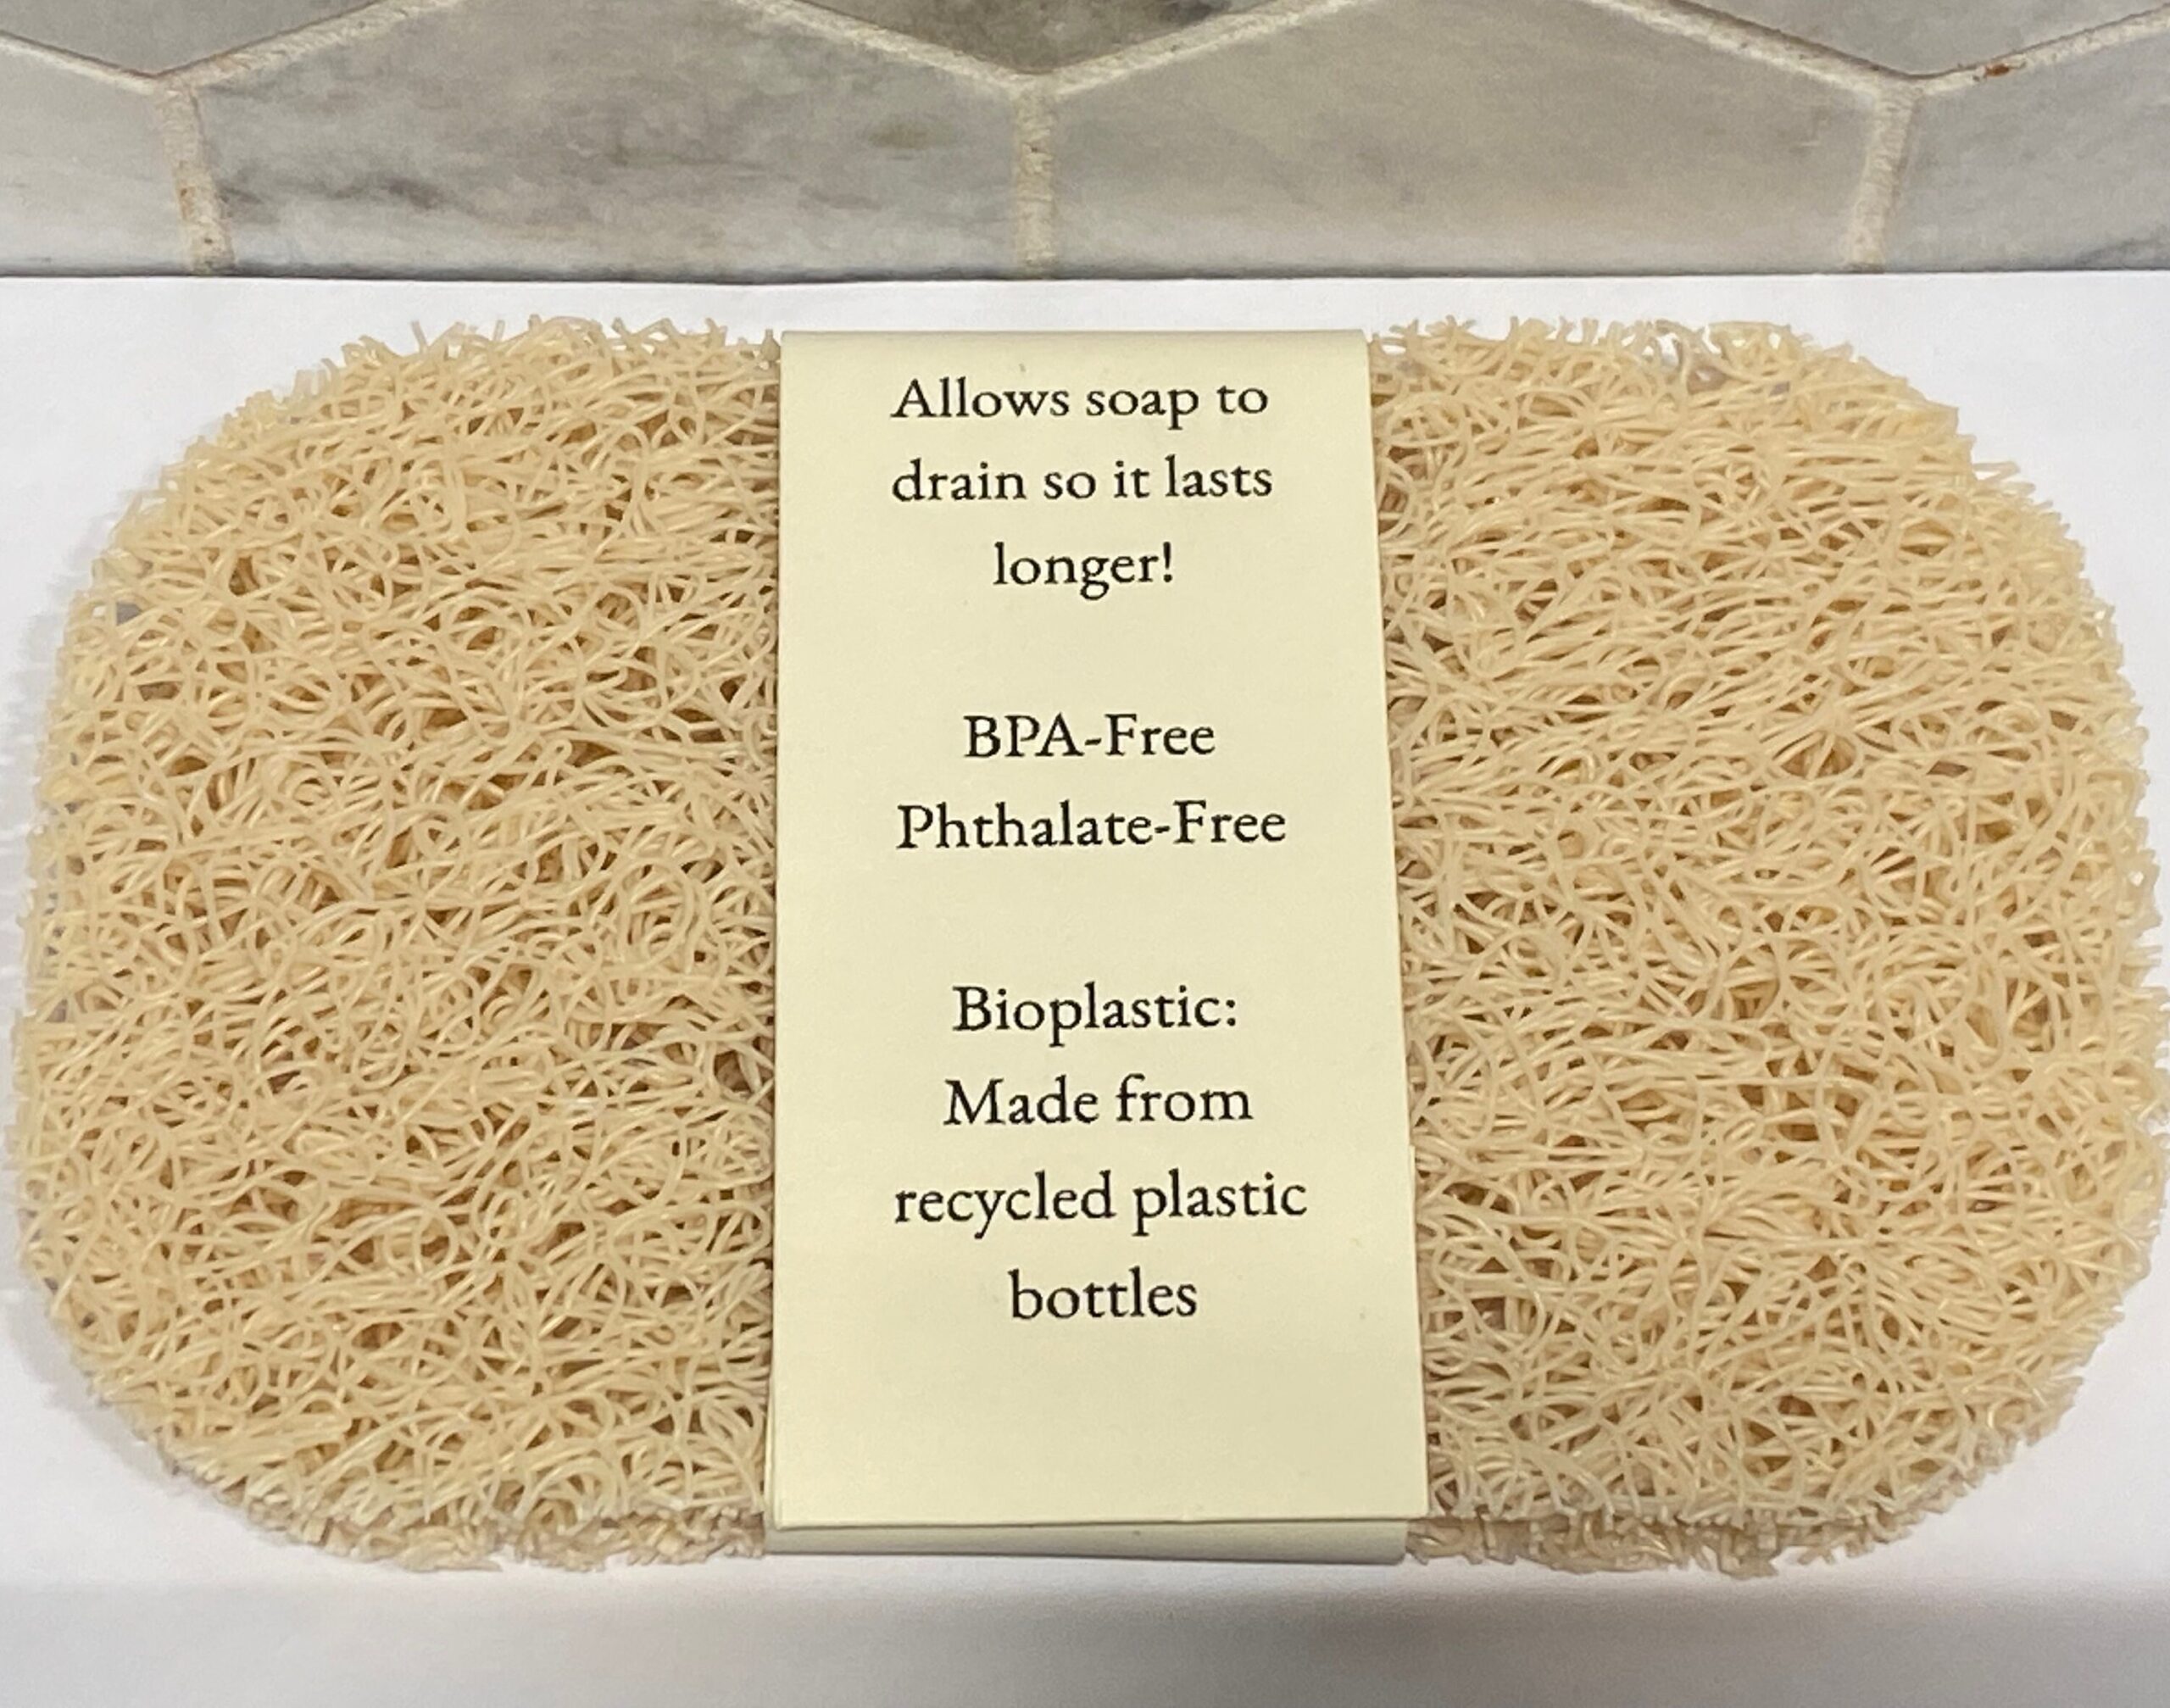 Allows soap to
drain so it lasts
longer!
BPA-Free
Phthalate-Free
Bioplastic:
Made from
recycled plastic
bottles